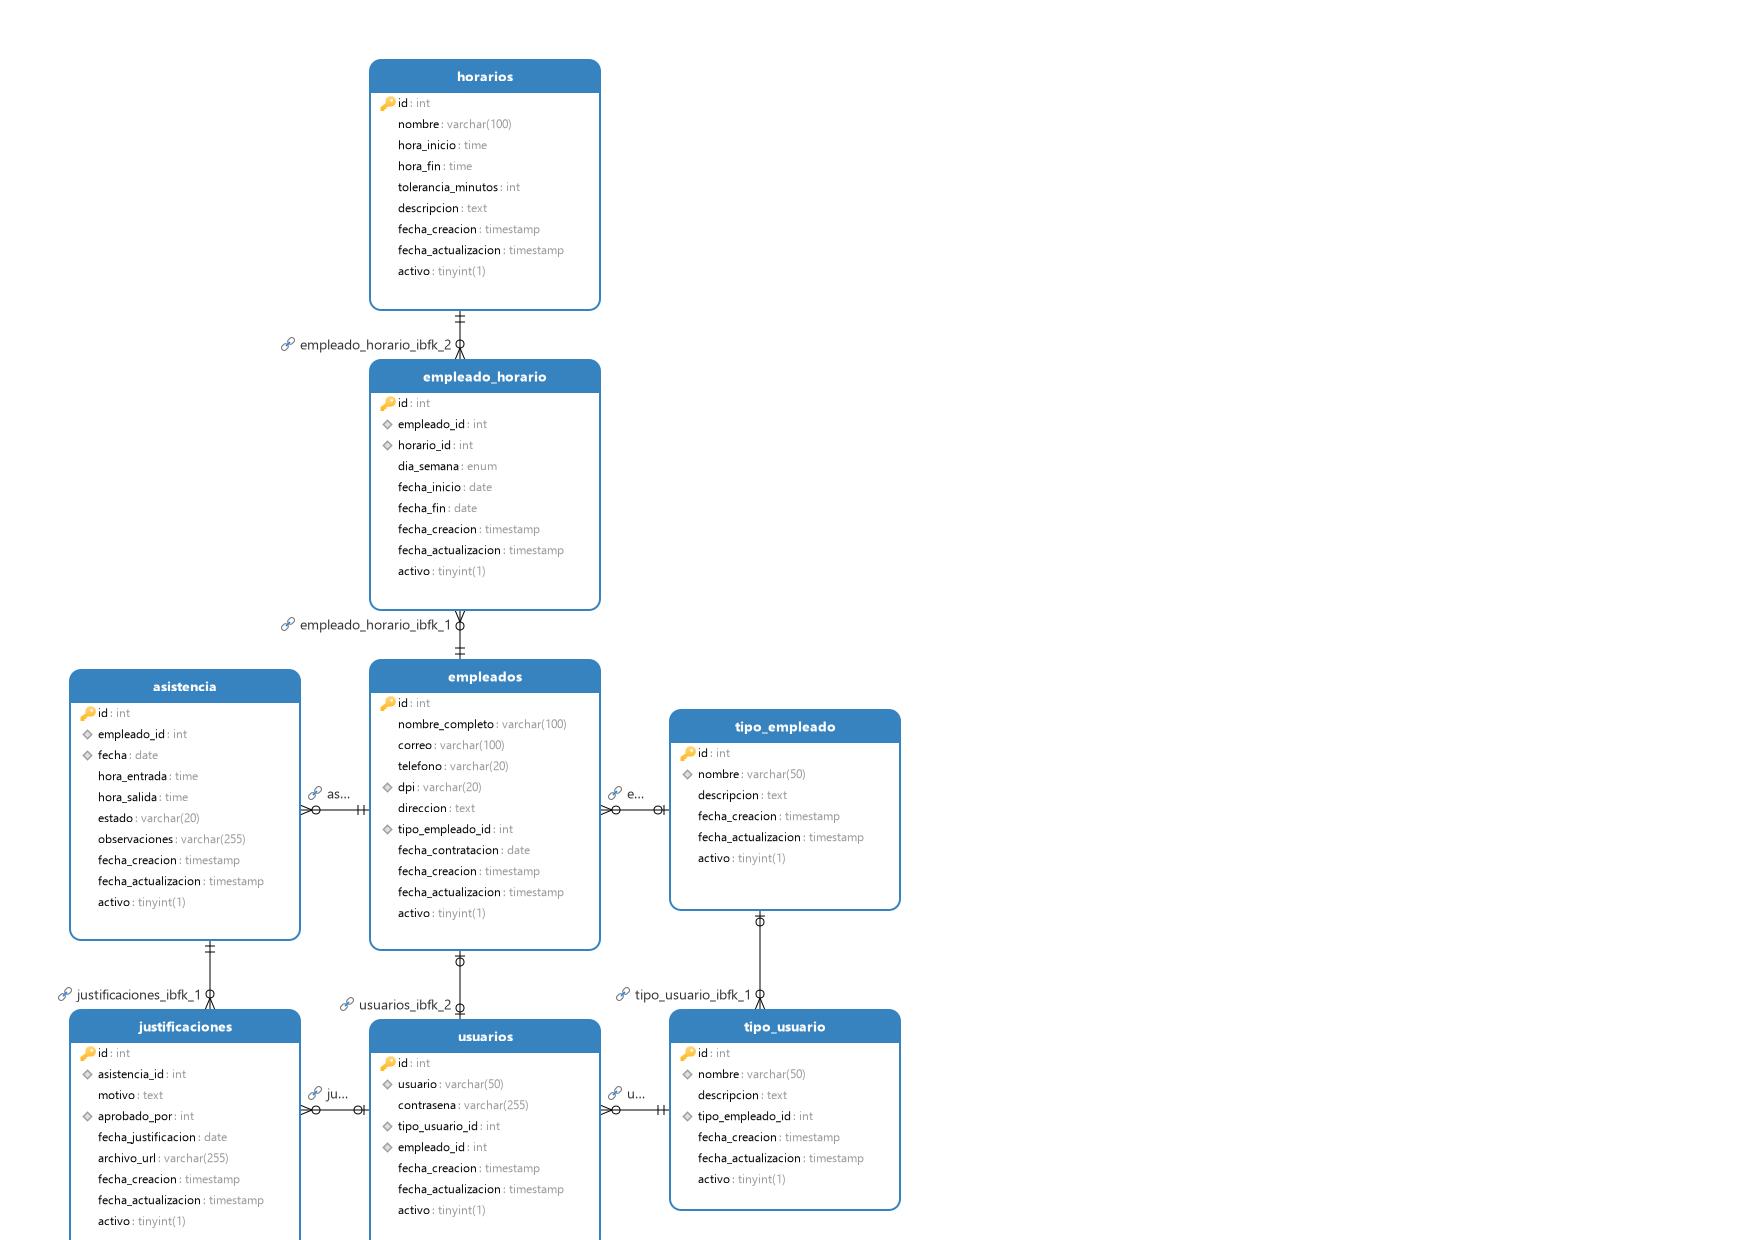 horarios
id: int
nombre: varchar(100)
hora_inicio: time
hora_fin: time
tolerancia_minutos: int
descripcion: text
fecha_creacion: timestamp
fecha_actualizacion: timestamp
activo: tinyint(1)
empleado_horario_ibfk_2
empleado_horario
id: int
empleado_id: int
horario_id: int
dia_semana: enum
fecha_inicio: date
fecha_fin: date
fecha_creacion: timestamp
fecha_actualizacion: timestamp
activo: tinyint(1)
empleado_horario_ibfk_1
asistencia
id: int
empleado_id: int
fecha: date
hora_entrada: time
hora_salida: time
estado: varchar(20)
observaciones: varchar(255)
fecha_creacion: timestamp
fecha_actualizacion: timestamp
activo: tinyint(1)
as...
empleados
id: int
nombre_completo: varchar(100)
correo: varchar(100)
telefono: varchar(20)
dpi: varchar(20)
direccion: text
tipo_empleado_id: int
fecha_contratacion: date
fecha_creacion: timestamp
fecha_actualizacion: timestamp
activo: tinyint(1)
e...
tipo_empleado
id: int
nombre: varchar(50)
descripcion: text
fecha_creacion: timestamp
fecha_actualizacion: timestamp
activo: tinyint(1)
justificaciones_ibfk_1
usuarios_ibfk_2
tipo_usuario_ibfk_1
justificaciones
id: int
asistencia_id: int
motivo: text
aprobado_por: int
fecha_justificacion: date
archivo_url: varchar(255)
fecha_creacion: timestamp
fecha_actualizacion: timestamp
activo: tinyint(1)
ju...
usuarios
id: int
usuario: varchar(50)
contrasena: varchar(255)
tipo_usuario_id: int
empleado_id: int
fecha_creacion: timestamp
fecha_actualizacion: timestamp
activo: tinyint(1)
u...
tipo_usuario
id: int
nombre: varchar(50)
descripcion: text
tipo_empleado_id: int
fecha_creacion: timestamp
fecha_actualizacion: timestamp
activo: tinyint(1)